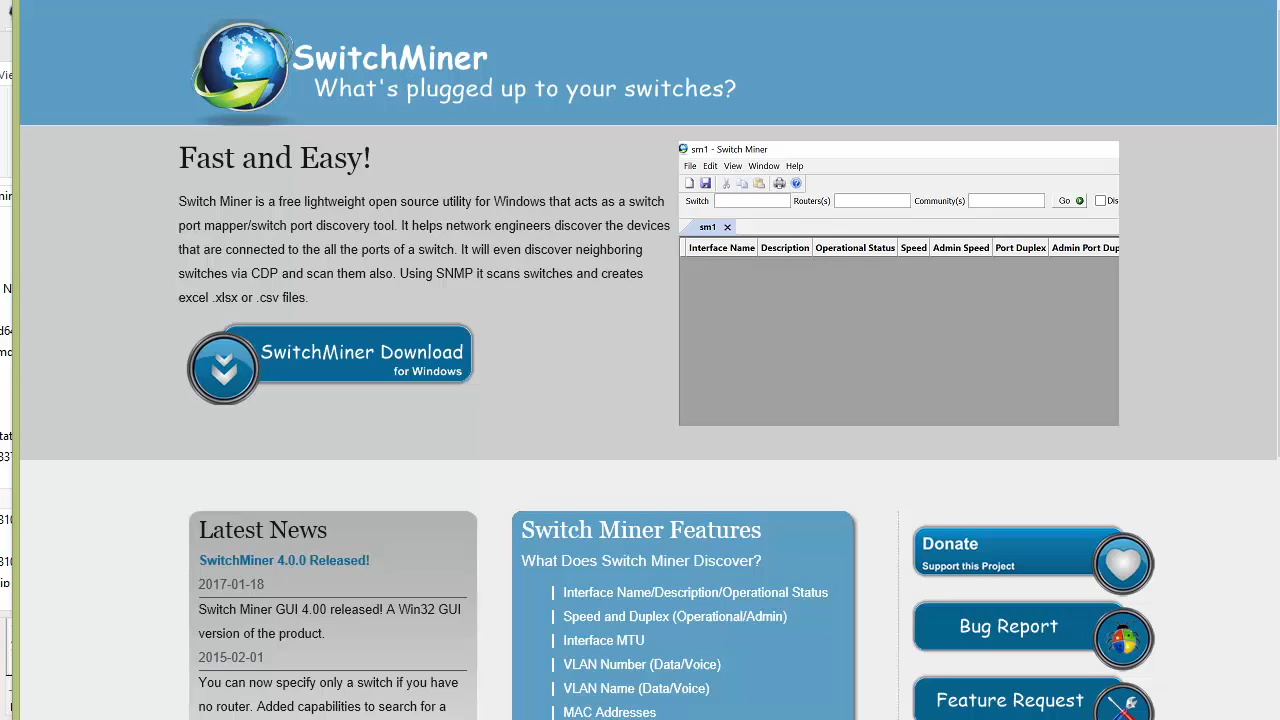 SwitchMiner
What's plugged up to your switches?
Fast and Easy!
Switch Miner is a free lightweight open source utility for Windows that acts as a switch
port mapper/switch port discovery tool. It helps network engineers discover the devices
that are connected to the all the ports of a switch. It will even discover neighboring
switches via CDP and scan them also. Using SNMP it scans switches and creates
excel .xlsx or .csv files.
SwitchMiner Download
for Windows
sm1 - Switch Miner
File Edit View Window Help
Switch Routers(s) Community(s) Go
sm1
Interface Name Description Operational Status Speed Admin Speed Port Duplex Admin Port Dup
Latest News
SwitchMiner 4.0.0 Released!
2017-01-18
Switch Miner GUI 4.00 released! A Win32 GUI
version of the product.
2015-02-01
You can now specify only a switch if you have
no router. Added capabilities to search for a
Switch Miner Features
What Does Switch Miner Discover?
Interface Name/Description/Operational Status
Speed and Duplex (Operational/Admin)
Interface MTU
VLAN Number (Data/Voice)
VLAN Name (Data/Voice)
MAC Addresses
Donate
Support this Project
Bug Report
Feature Request